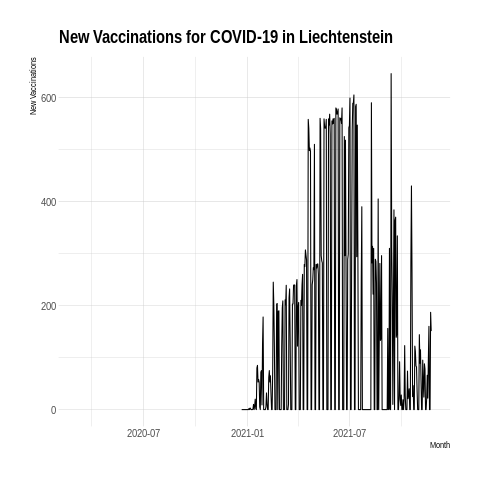 New Vaccinations for COVID-19 in Liechtenstein
New Vaccinations
600
400
200
0
2020-07 2021-01 2021-07
Month